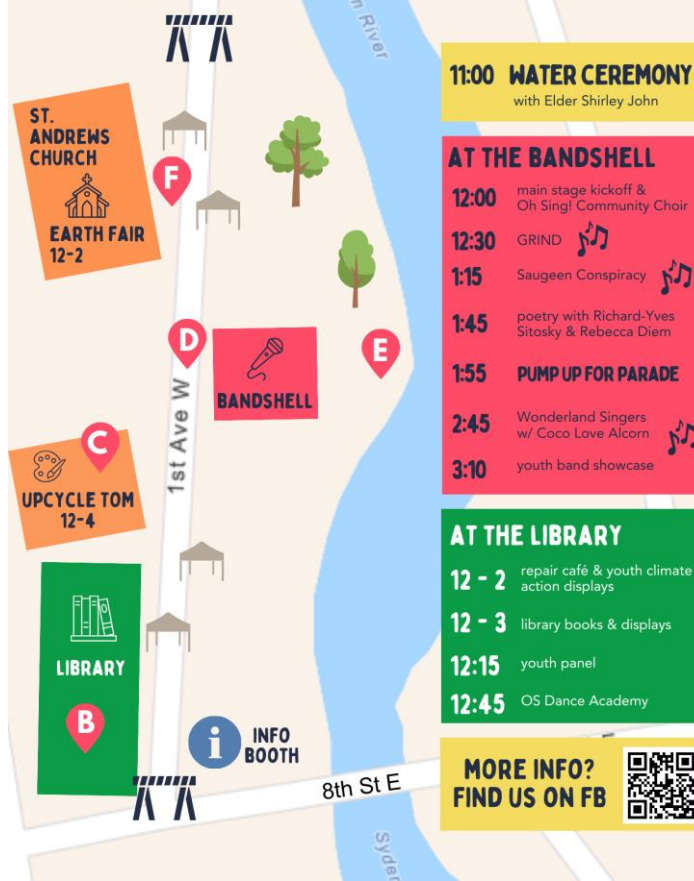 m River
ST.
ANDREWS
CHURCH
EARTH FAIR
12-2
F
D
E
BANDSHELL
1st Ave W
C
UPCYCLE TOM
12-4
LIBRARY
B
i
INFO
BOOTH
8th St E
Syden
11:00 WATER CEREMONY
with Elder Shirley John
AT THE BANDSHELL
12:00 main stage kickoff &
Oh Sing! Community Choir
12:30 GRIND
1:15 Saugeen Conspiracy
1:45 poetry with Richard-Yves
Sitosky & Rebecca Diem
1:55 PUMP UP FOR PARADE
2:45 Wonderland Singers
w/ Coco Love Alcorn
3:10 youth band showcase
AT THE LIBRARY
12 - 2 repair café & youth climate
action displays
12 - 3 library books & displays
12:15 youth panel
12:45 OS Dance Academy
MORE INFO?
FIND US ON FB